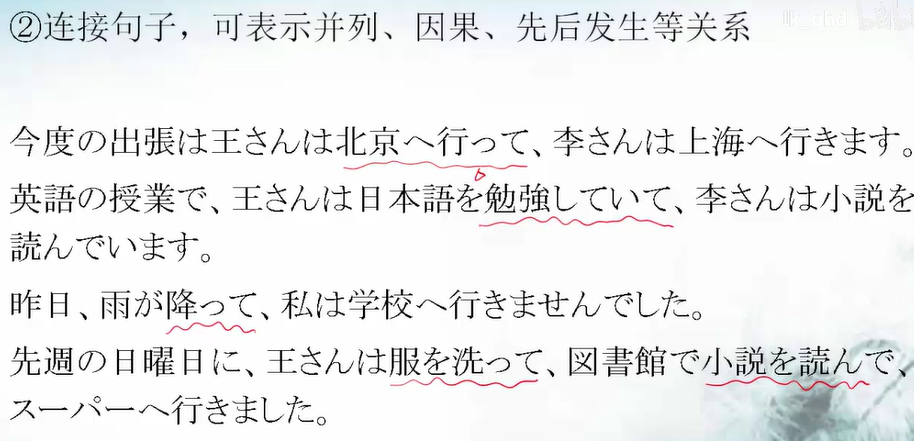 ②连接句子，可表示并列、因果、先后发生等关系
今度の出張は王さんは北京へ行って、李さんは上海へ行きます。
英語の授業で、王さんは日本語を勉強していて、李さんは小説を
読んでいます。
昨日、雨が降って、私は学校へ行きませんでした。
先週の日曜日に、王さんは服を洗って、図書館で小説を読んで、
スーパーへ行きました。